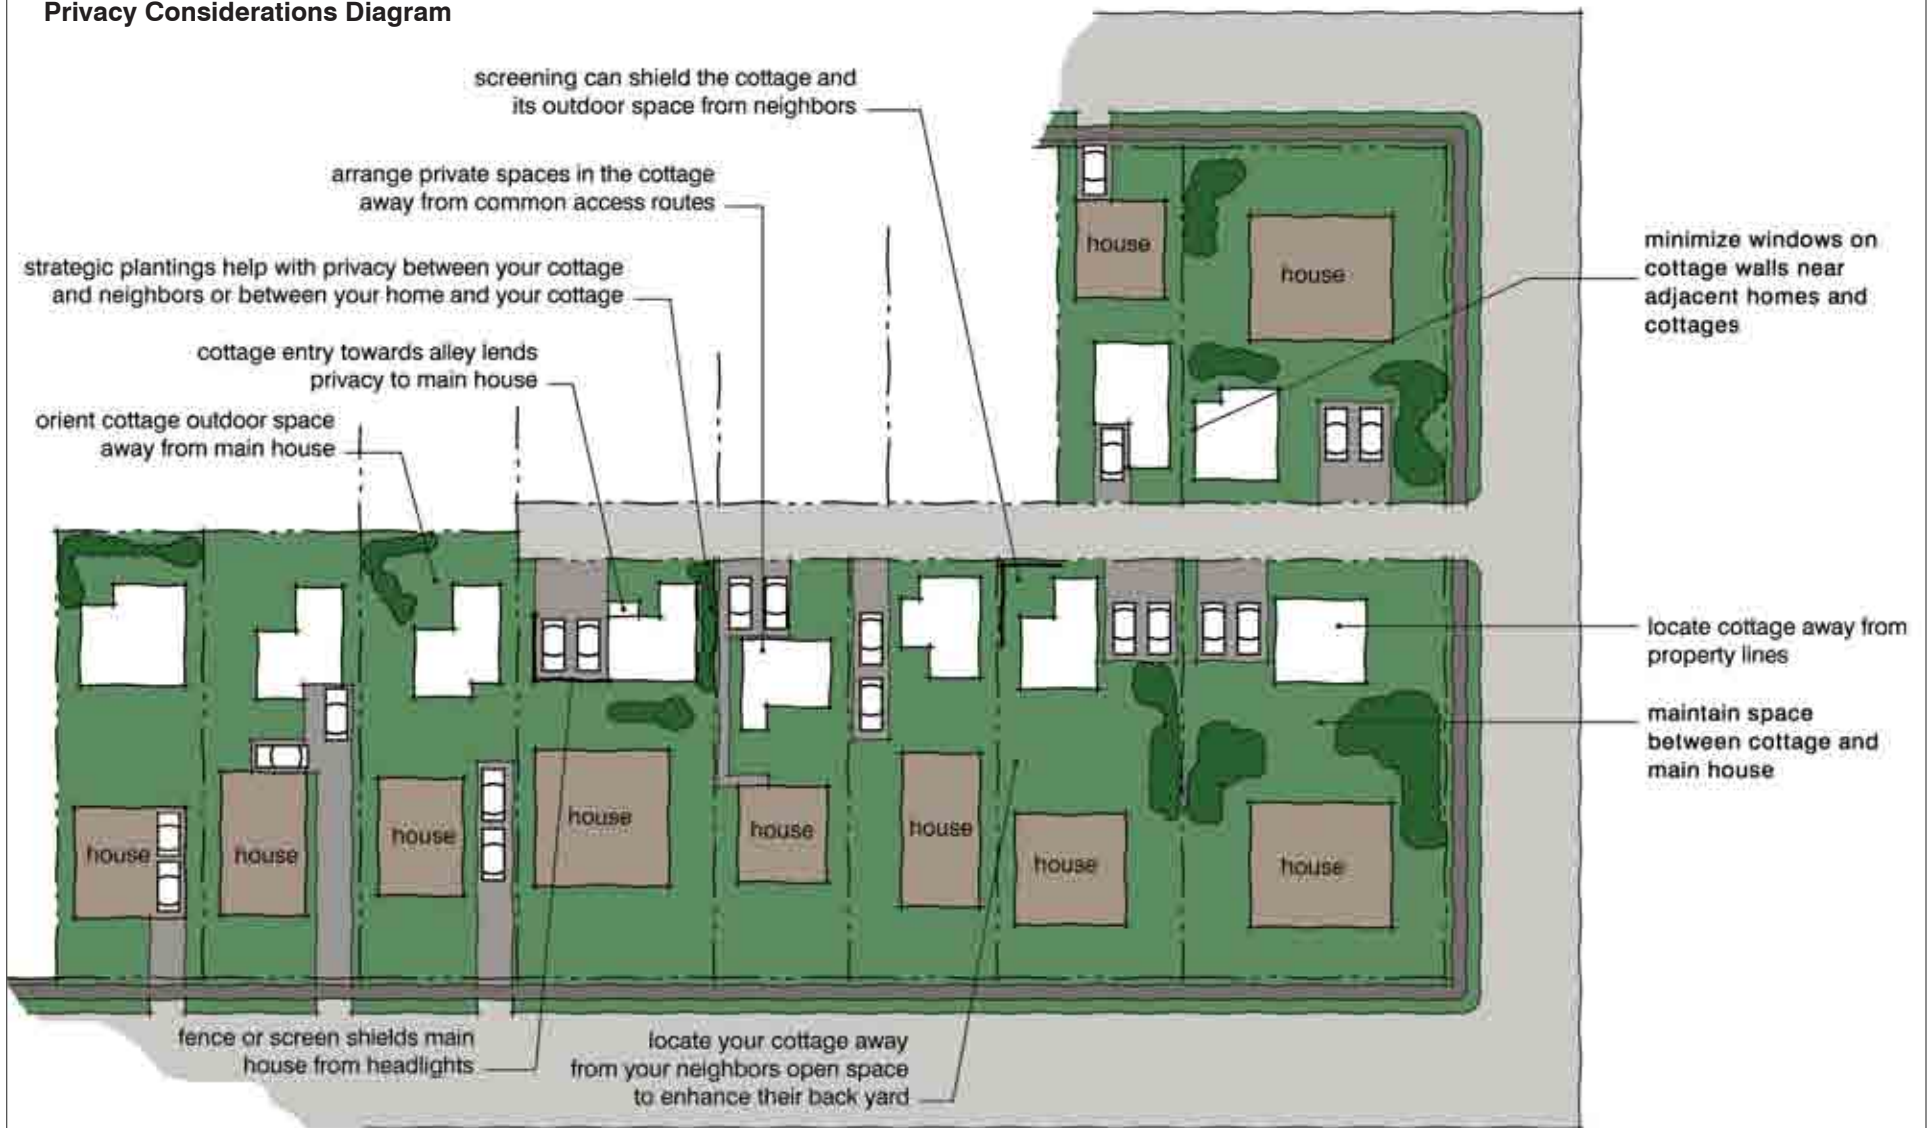 Privacy Considerations Diagram
screening can shield the cottage and
its outdoor space from neighbors
arrange private spaces in the cottage
away from common access routes
strategic plantings help with privacy between your cottage
and neighbors or between your home and your cottage
cottage entry towards alley lends
privacy to main house
orient cottage outdoor space
away from main house
house
house
minimize windows on
cottage walls near
adjacent homes and
cottages
locate cottage away from
property lines
maintain space
between cottage and
main house
house
house
house
house
house
house
house
house
fence or screen shields main
house from headlights
locate your cottage away
from your neighbors open space
to enhance their back yard